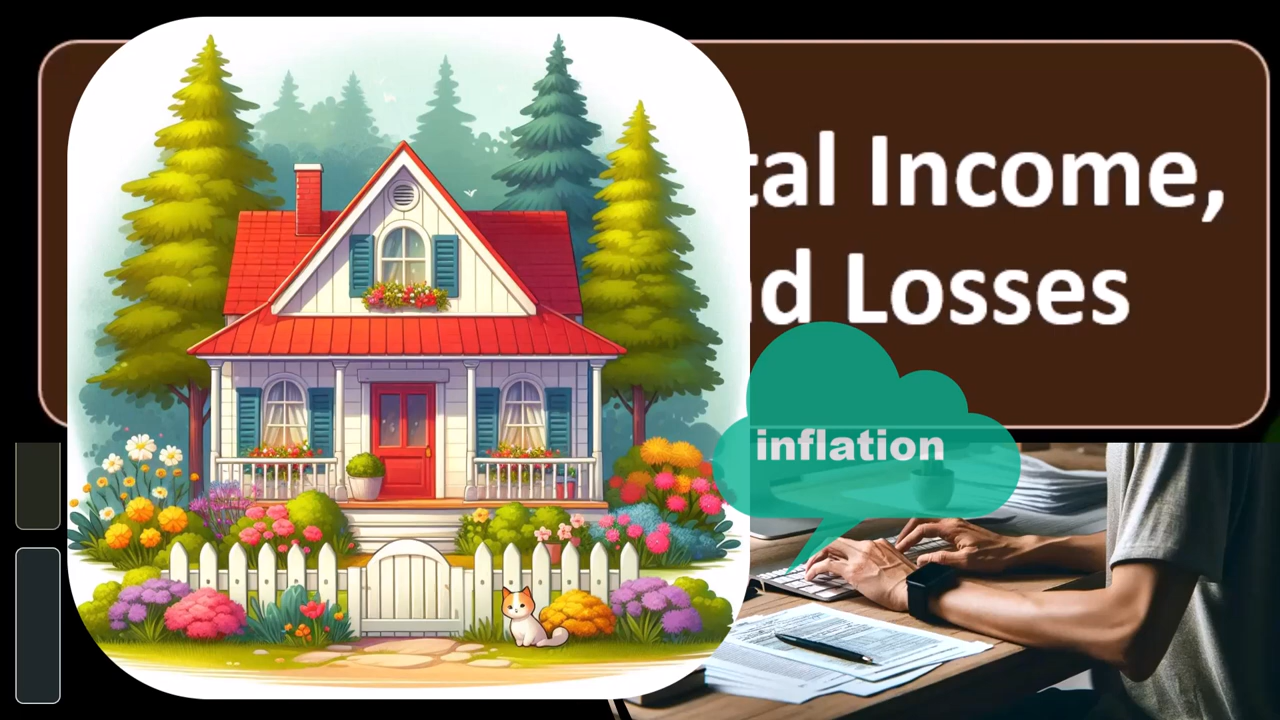 tal Income,
d Losses
inflation